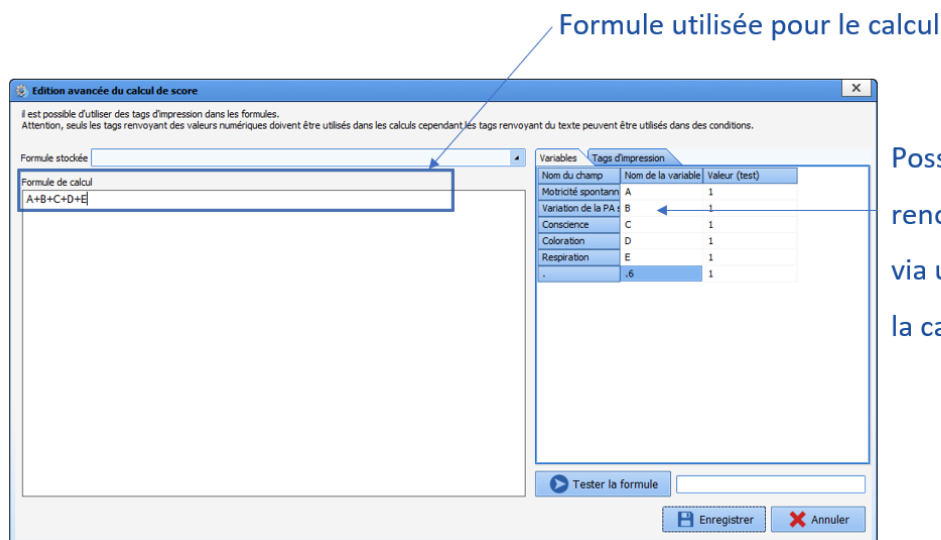 Formule utilisée pour le calcul
Edition avancée du calcul de score
il est possible d'utiliser des tags d'impression dans les formules.
Attention, seuls les tags renvoyant des valeurs numériques doivent être utilisés dans les calculs cependant les tags renvoyant du texte peuvent être utilisés dans des conditions.
Formule stockée
Formule de calcul
A+B+C+D+E
Variables Tags d'impression
Nom du champ Nom de la variable Valeur (test)
Motricité spontann A 1
Variation de la PA s B 1
Conscience C 1
Coloration D 1
Respiration E 1
. .6 1
Poss
renc
via u
la ca
Tester la formule
Enregistrer Annuler